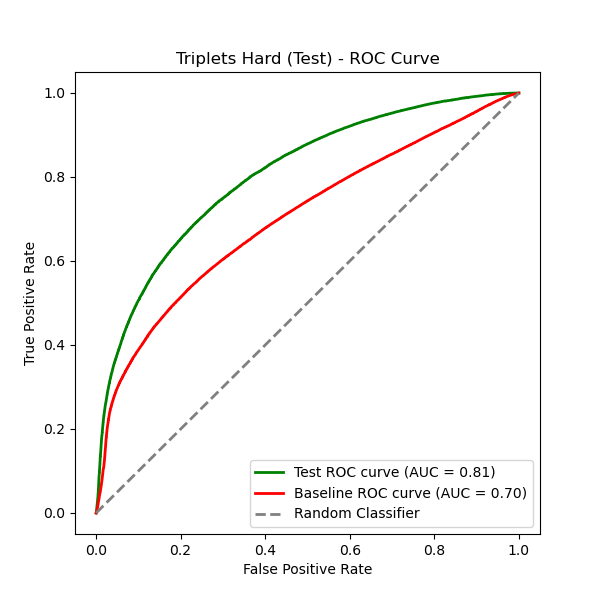 Triplets Hard (Test) - ROC Curve
True Positive Rate
1.0
0.8
0.6
0.4
0.2
0.0
Test ROC curve (AUC = 0.81)
Baseline ROC curve (AUC = 0.70)
Random Classifier
0.0 0.2 0.4 0.6 0.8 1.0
False Positive Rate